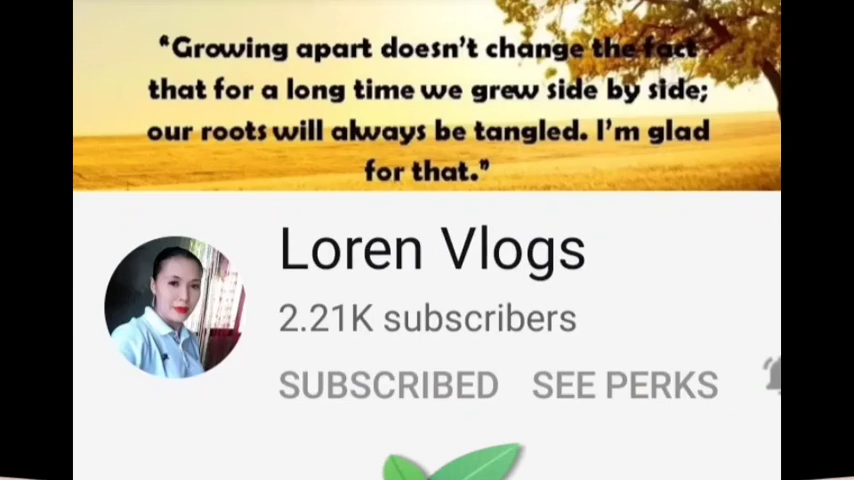 “Growing apart doesn’t change the fact
that for a long time we grew side by side;
our roots will always be tangled. I’m glad
for that.”
Loren Vlogs
2.21K subscribers
SUBSCRIBED SEE PERKS